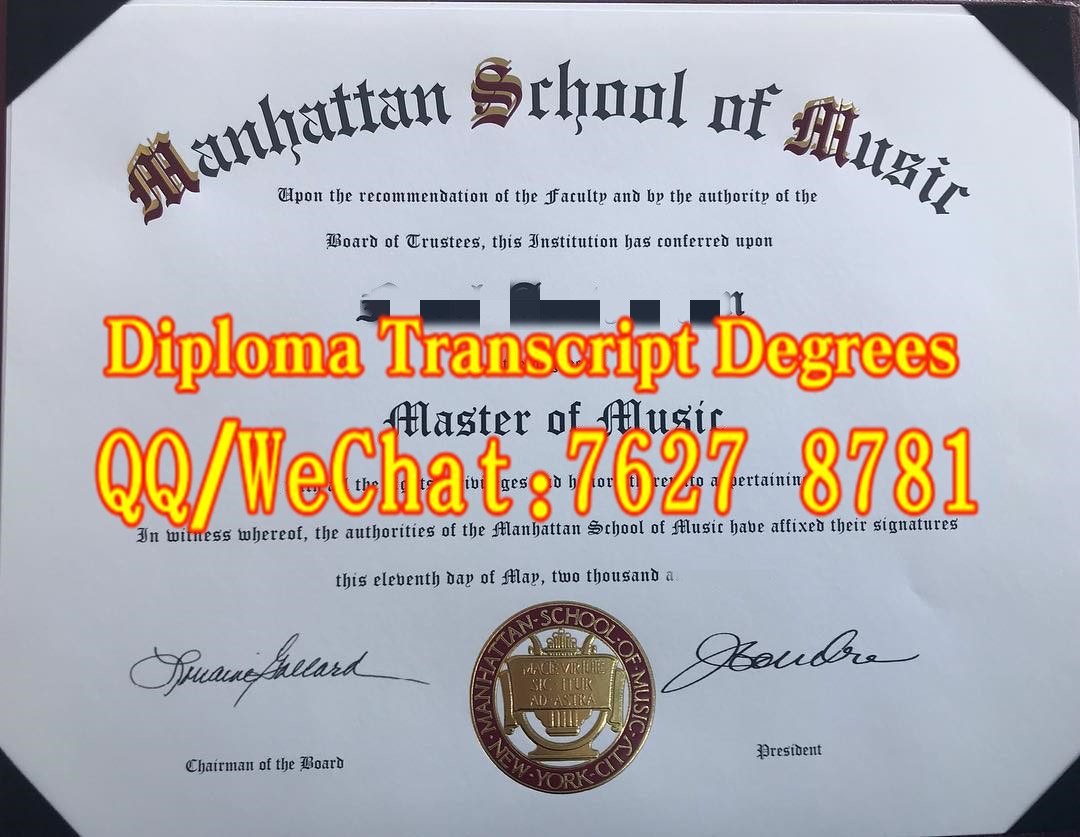 Manhattan School of Music
Upon the recommendation of the Faculty and by the authority of the
Board of Trustees, this Institution has conferred upon
Diploma Transcript Degrees
Master of Music
QQ/WeChat:7627 8781
the
In witness whereof, the authorities of the Manhattan School of Music have affixed their signatures
this eleventh day of May, two thousand a
MANHATTAN·SCHOOL·OF·MUSIC·NEW·YORK·CITY
MACTE VIRTUTE
SIC ITUR
AD ASTRA
Chairman of the Board
President